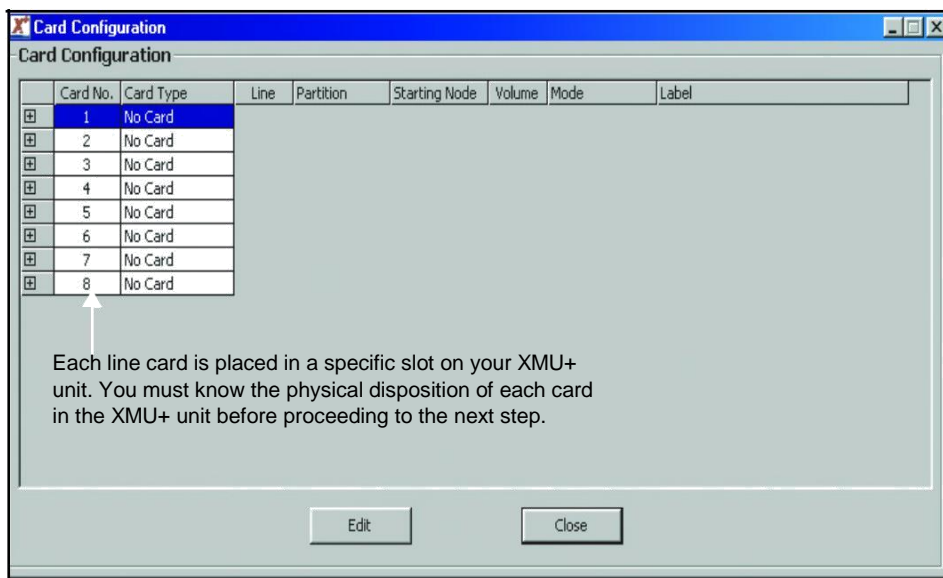 Card Configuration
Card Configuration
Card No. Card Type Line Partition Starting Node Volume Mode Label
1 No Card
2 No Card
3 No Card
4 No Card
5 No Card
6 No Card
7 No Card
8 No Card
Each line card is placed in a specific slot on your XMU+
unit. You must know the physical disposition of each card
in the XMU+ unit before proceeding to the next step.
Edit Close